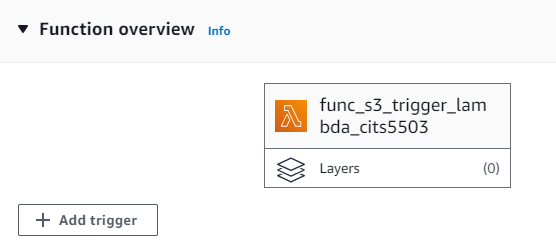 Function overview Info
func_s3_trigger_lam
bda_cits5503
Layers (0)
Add trigger